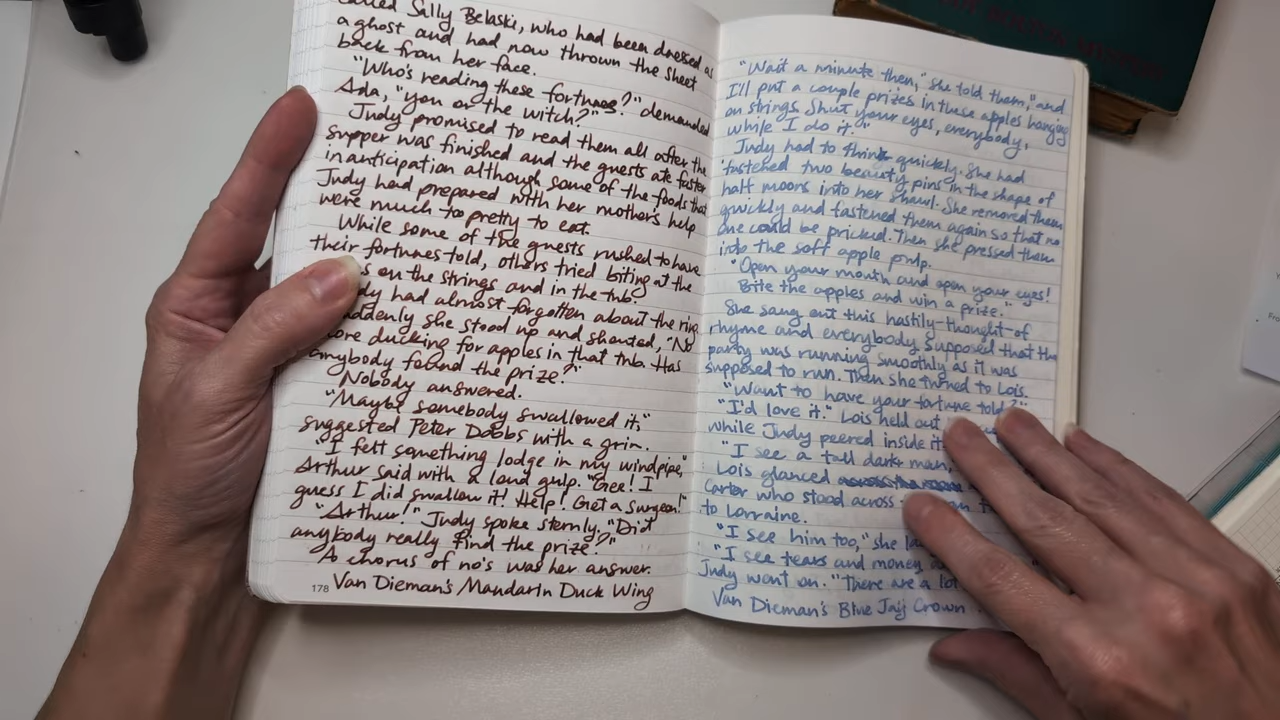 called Sally Belaski, who had been dressed as
a ghost and had now thrown the sheet
back from her face.
"Who's reading these fortunes?" demanded
Ada, "you or the witch?"
Judy promised to read them all after the
supper was finished and the guests ate faster
in anticipation although some of the foods that
Judy had prepared with her mothers help
were much too pretty to eat.
While some of the guests rushed to have
their fortunes told, others tried biting at the
on the strings and in the tub.
had almost forgotten about the ring.
she stood up and shouted, "No
ducking for apples in that tub. Has
anybody found the prize?"
Nobody answered.
"Maybe somebody swallowed it,"
suggested Peter Dobbs with a grin.
"I felt something lodge in my windpipe,"
Arthur said with a loud gulp. "Gee! I
guess I did swallow it! Help! Get a surgeon!"
"Arthur!" Judy spoke sternly. "Did
anybody really find the prize?"
A chorus of no's was her answer.
178 Van Dieman's Mandarin Duck Wing
"Wait a minute then," she told them, "and
I'll put a couple prizes in these apples hanging
on strings. Shut your eyes, everybody,
while I do it."
Judy had to think quickly. She had
fastened two beauty pins in the shape of
half moons into her shawl. She removed them
quickly and fastened them again so that no
one could be pricked. Then she pressed them
into the soft apple pulp.
"Open your mouth and open your eyes!
Bite the apples and win a prize."
She sang out this hastily-thought-of
rhyme and everybody supposed that the
party was running smoothly as it was
supposed to run. Then she turned to Lois.
"Want to have your fortune told?"
"I'd love it." Lois held out
while Judy peered inside it.
"I see a tall dark man,
Lois glanced
Carter who stood across
to Lorraine.
"I see him too," she
"I see tears and money
Judy went on. "There are a lot
Van Dieman's Blue Jay Crown